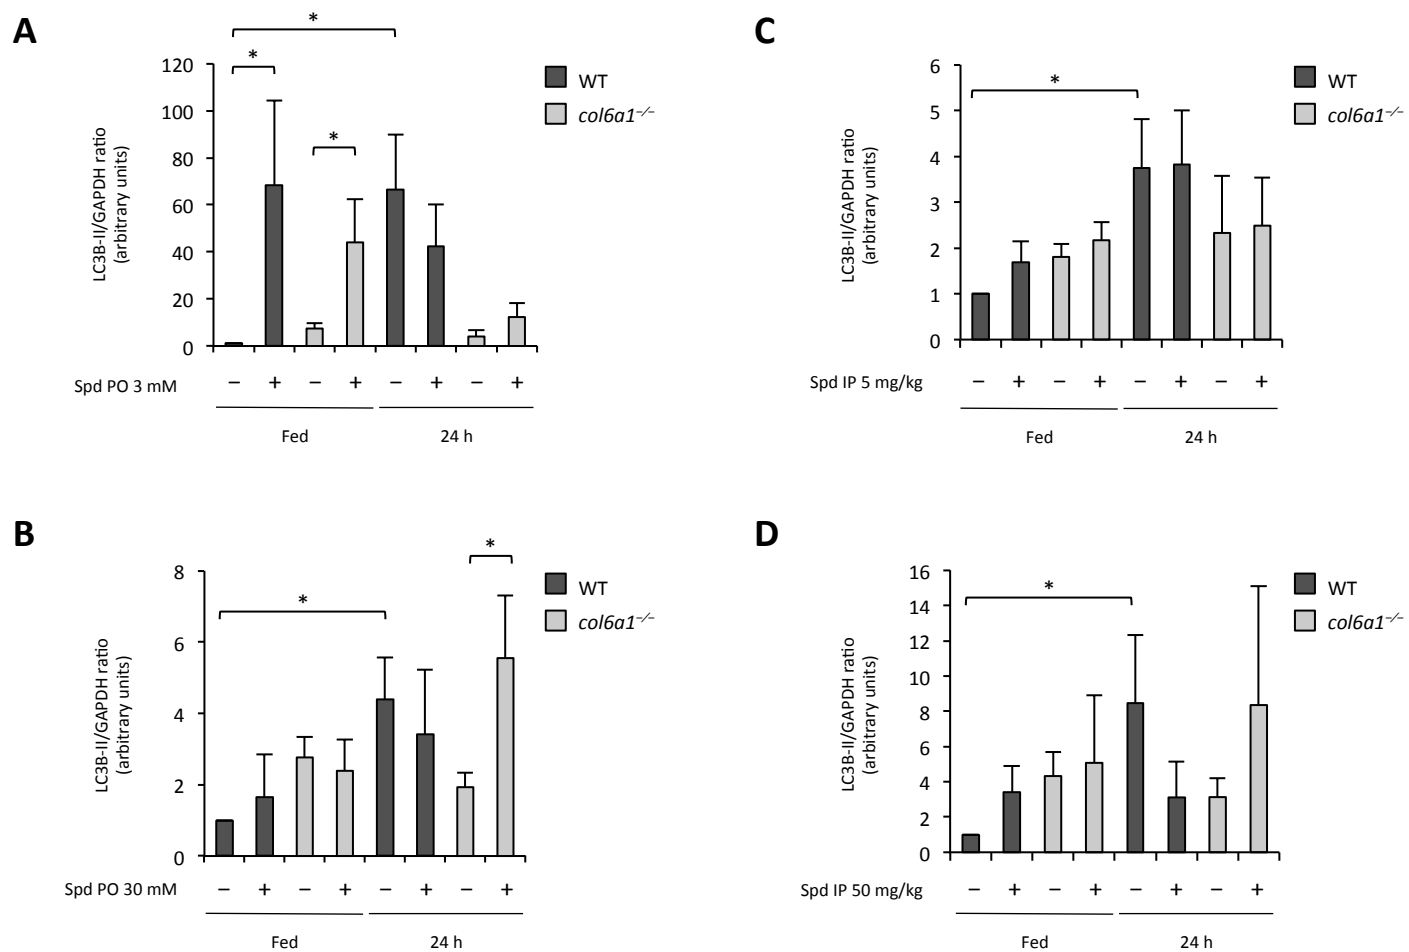 A
*
*
*
120
100
80
60
40
20
0
LC3B-II/GAPDH ratio
(arbitrary units)
WT
col6a1⁻/⁻
Spd PO 3 mM
− + − + − + − +
Fed 24 h
C
*
6
5
4
3
2
1
0
LC3B-II/GAPDH ratio
(arbitrary units)
WT
col6a1⁻/⁻
Spd IP 5 mg/kg
− + − + − + − +
Fed 24 h
B
*
*
8
6
4
2
0
LC3B-II/GAPDH ratio
(arbitrary units)
WT
col6a1⁻/⁻
Spd PO 30 mM
− + − + − + − +
Fed 24 h
D
*
16
14
12
10
8
6
4
2
0
LC3B-II/GAPDH ratio
(arbitrary units)
WT
col6a1⁻/⁻
Spd IP 50 mg/kg
− + − + − + − +
Fed 24 h